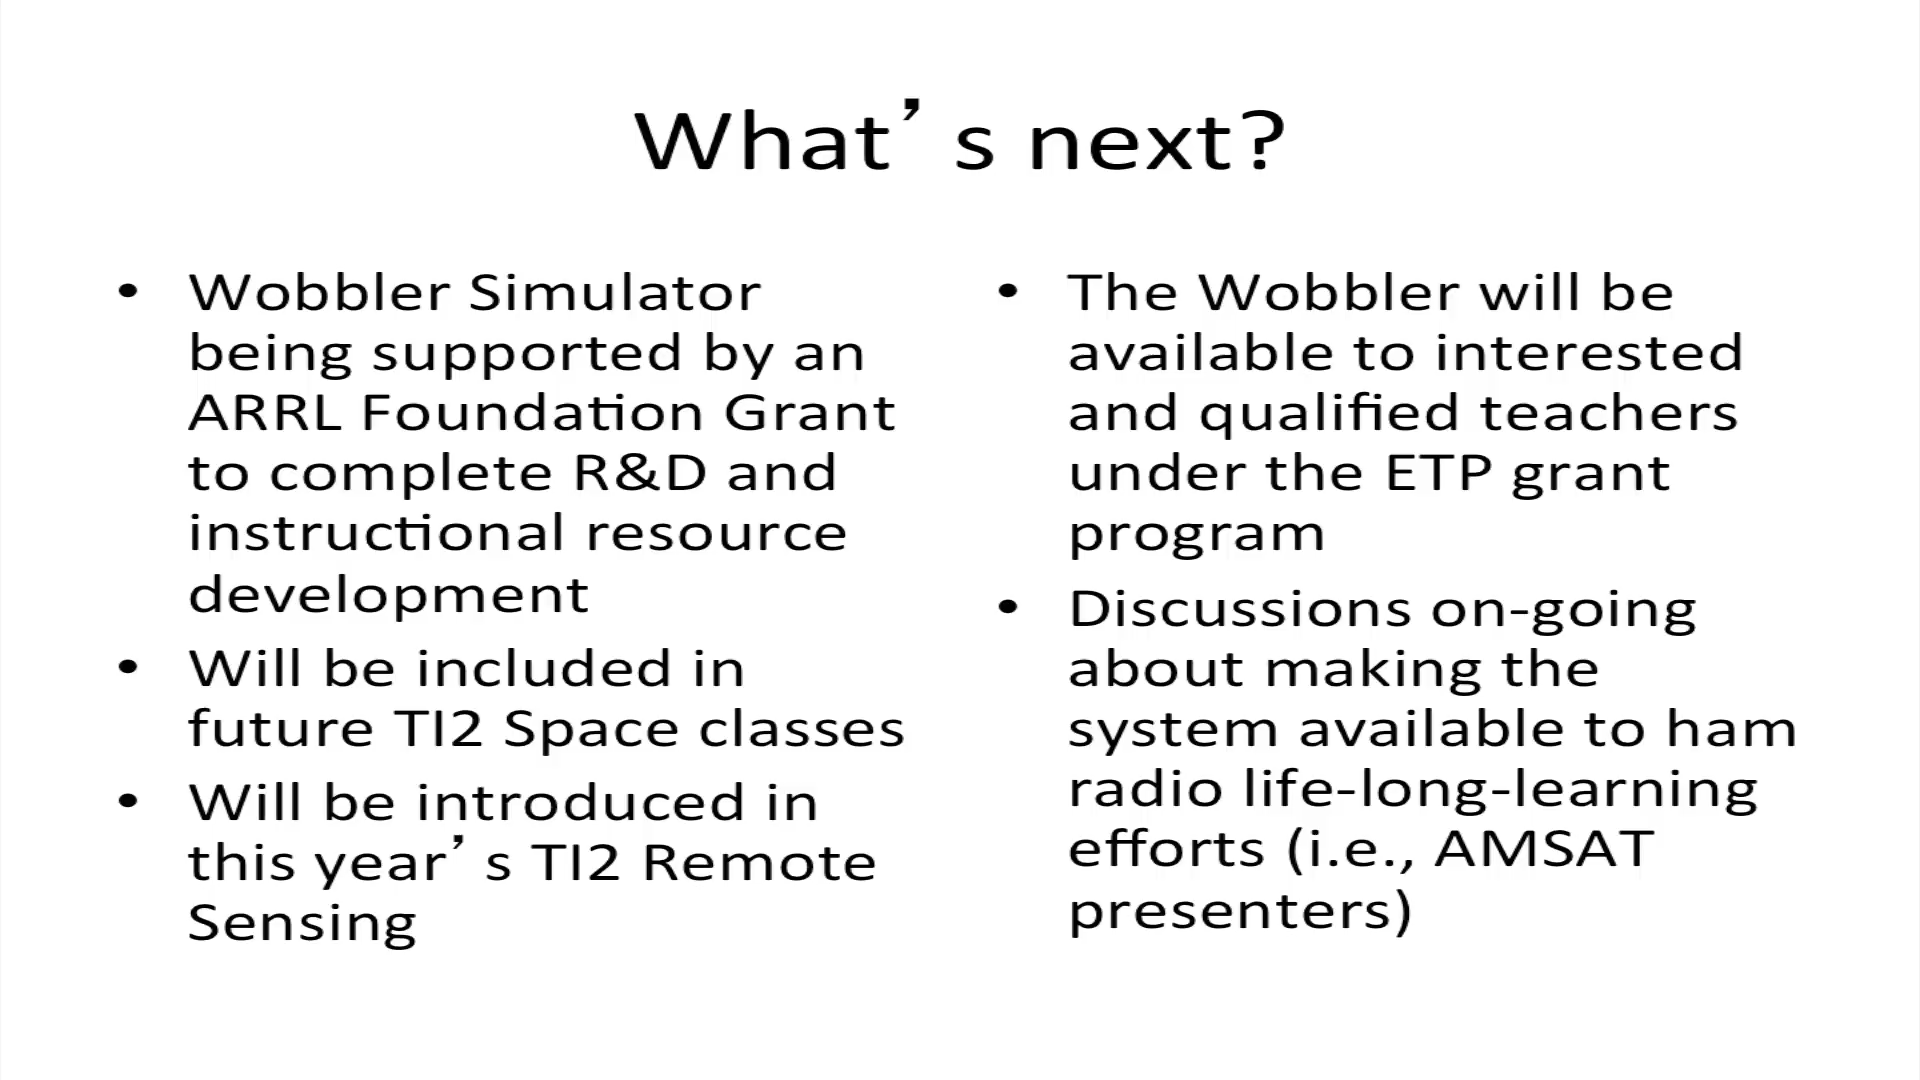 What’s next?
• Wobbler Simulator
being supported by an
ARRL Foundation Grant
to complete R&D and
instructional resource
development
• Will be included in
future TI2 Space classes
• Will be introduced in
this year’s TI2 Remote
Sensing
• The Wobbler will be
available to interested
and qualified teachers
under the ETP grant
program
• Discussions on-going
about making the
system available to ham
radio life-long-learning
efforts (i.e., AMSAT
presenters)